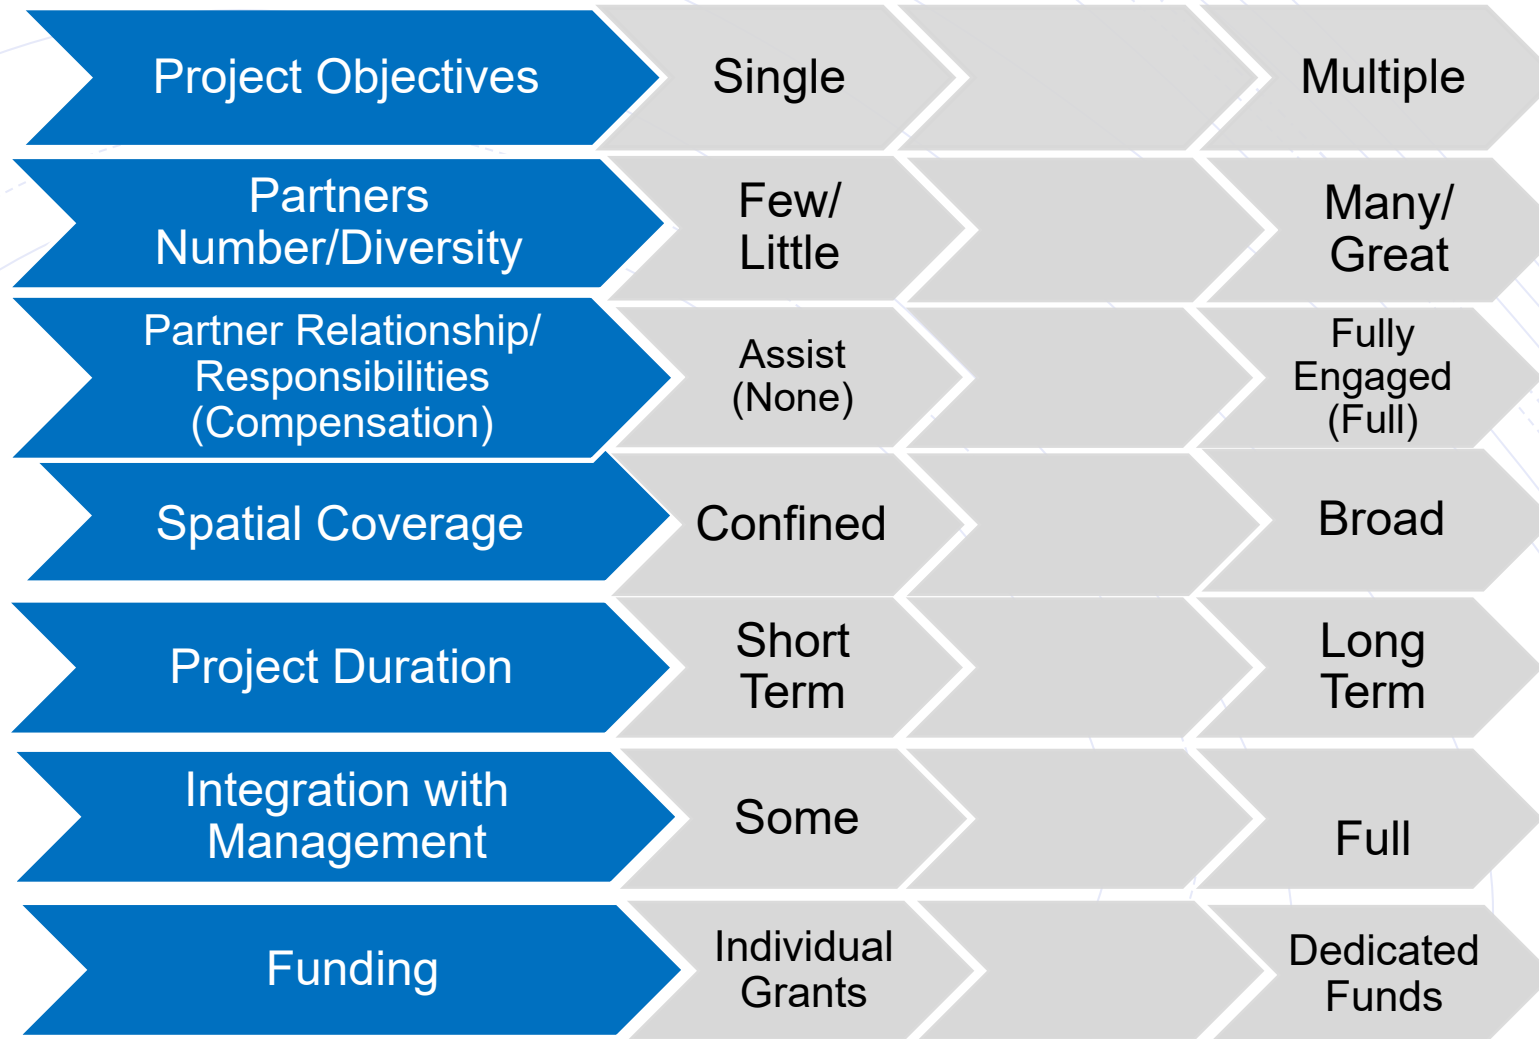 Project Objectives
Single
Multiple
Partners
Number/Diversity
Few/
Little
Many/
Great
Partner Relationship/
Responsibilities
(Compensation)
Assist
(None)
Fully
Engaged
(Full)
Spatial Coverage
Confined
Broad
Project Duration
Short
Term
Long
Term
Integration with
Management
Some
Full
Funding
Individual
Grants
Dedicated
Funds